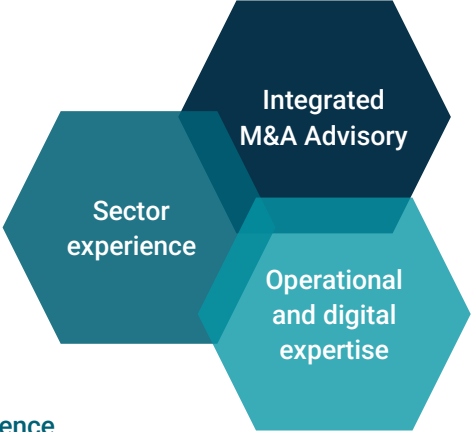 Integrated
M&A Advisory
Sector
experience
Operational
and digital
expertise